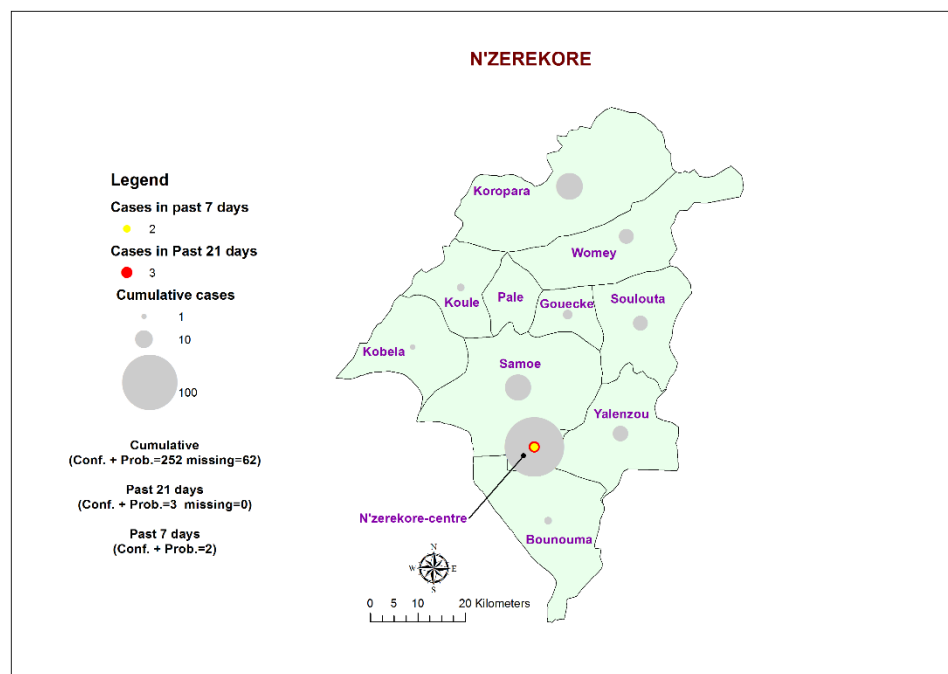 N'ZEREKORE
Legend
Cases in past 7 days
2
Cases in Past 21 days
3
Cumulative cases
1
10
100
Cumulative
(Conf. + Prob.=252 missing=62)
Past 21 days
(Conf. + Prob.=3 missing=0)
Past 7 days
(Conf. + Prob.=2)
Koropara
Womey
Koule
Pale
Gouecke
Soulouta
Kobela
Samoe
Yalenzou
N'zerekore-centre
Bounouma
N
W E
S
0 5 10 20 Kilometers